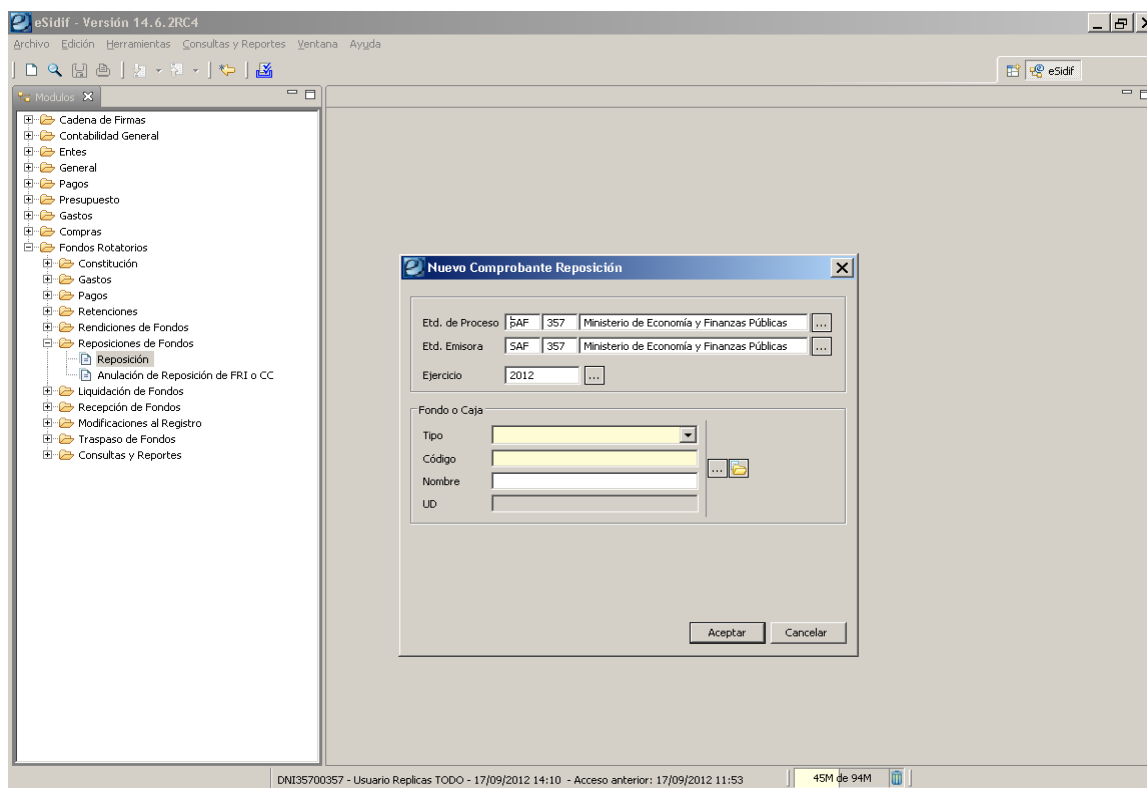 eSidif - Versión 14.6.2RC4
Archivo Edición Herramientas Consultas y Reportes Ventana Ayuda
eSidif
Modulos
Cadena de Firmas
Contabilidad General
Entes
General
Pagos
Presupuesto
Gastos
Compras
Fondos Rotatorios
Constitución
Gastos
Pagos
Retenciones
Rendiciones de Fondos
Reposiciones de Fondos
Reposición
Anulación de Reposición de FRI o CC
Liquidación de Fondos
Recepción de Fondos
Modificaciones al Registro
Traspaso de Fondos
Consultas y Reportes
Nuevo Comprobante Reposición
Etd. de Proceso SAF 357 Ministerio de Economía y Finanzas Públicas ...
Etd. Emisora SAF 357 Ministerio de Economía y Finanzas Públicas ...
Ejercicio 2012 ...
Fondo o Caja
Tipo
Código
...
Nombre
UD
Aceptar Cancelar
DNI35700357 - Usuario Replicas TODO - 17/09/2012 14:10 - Acceso anterior: 17/09/2012 11:53 45M de 94M